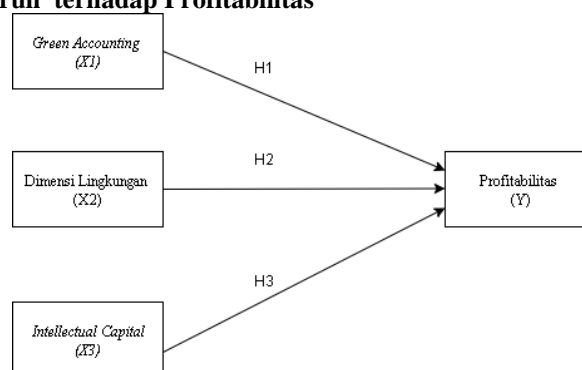 terhadap Profitabilitas
Green Accounting
(X1)
H1
H2
Dimensi Lingkungan
(X2)
Profitabilitas
(Y)
H3
Intellectual Capital
(X3)